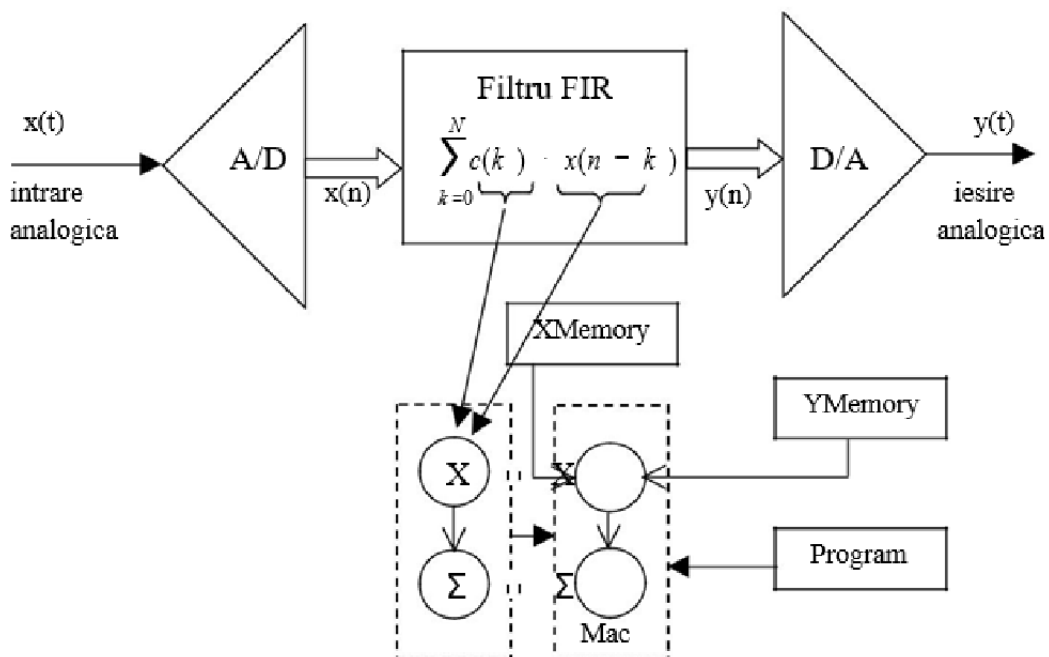 x(t)
intrare
analogica
A/D
x(n)
Filtru FIR
N
∑ c(k) · x(n − k)
k=0
y(n)
D/A
y(t)
iesire
analogica
XMemory
YMemory
X
X
Σ
Σ
Mac
Program